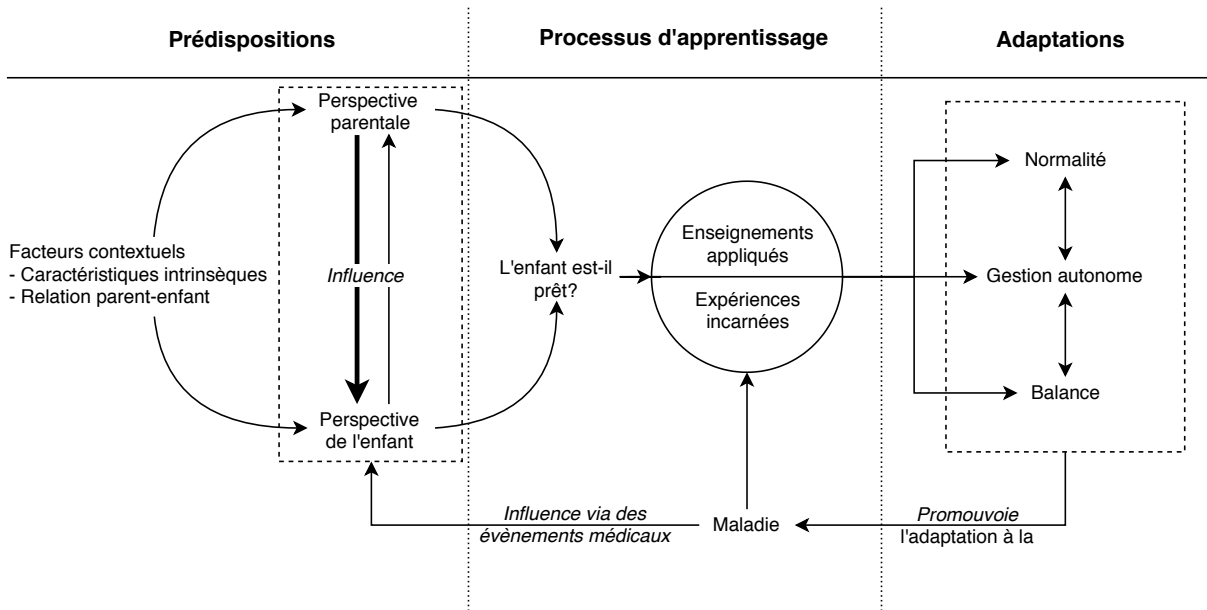 Prédispositions
Processus d'apprentissage
Adaptations
Perspective
parentale
Facteurs contextuels
- Caractéristiques intrinsèques
- Relation parent-enfant
Influence
Perspective
de l'enfant
L'enfant est-il
prêt?
Enseignements
appliqués
Expériences
incarnées
Normalité
Gestion autonome
Balance
Influence via des
évènements médicaux
Maladie
Promouvoie
l'adaptation à la